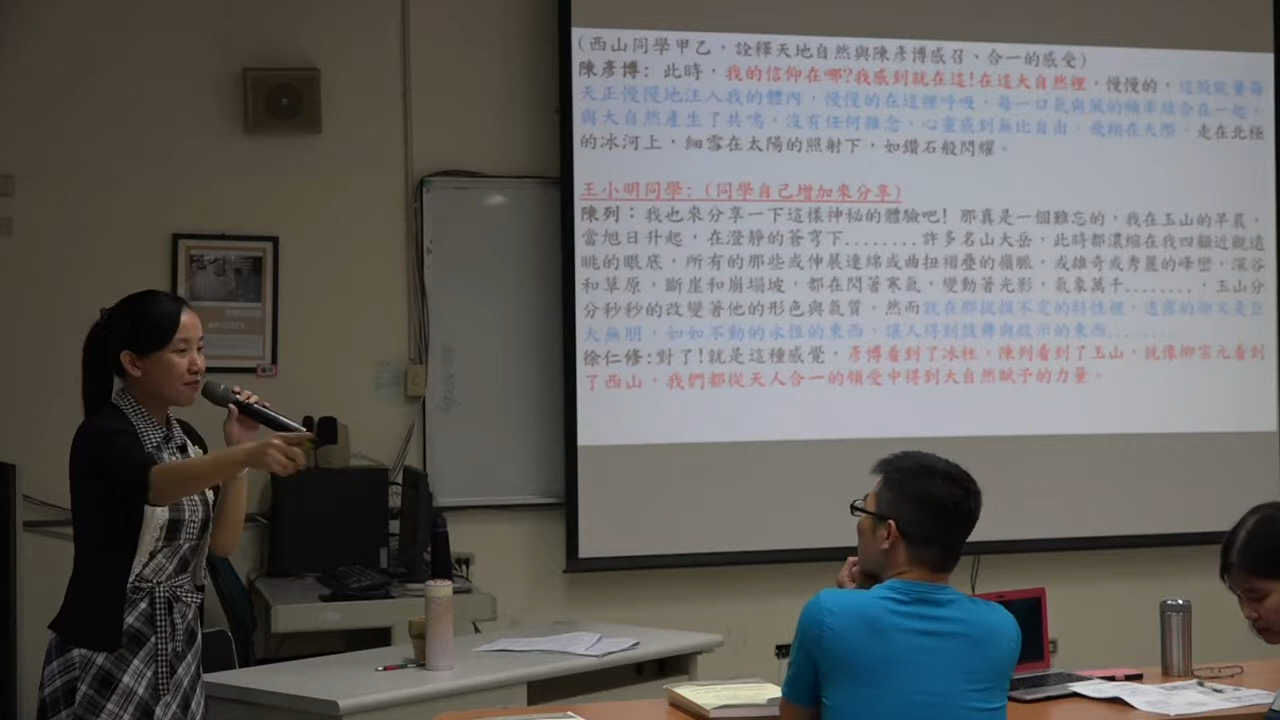 (西山同學甲乙，詮釋天地自然與陳彥博感召、合一的感受)
陳彥博: 此時，我的信仰在哪?我感到就在這!在這大自然裡。慢慢的，這股能量每
天正慢慢地注入我的體內，慢慢的在這裡呼吸，每一口氣與風的頻率結合在一起。
與大自然產生了共鳴，沒有任何雜念、心靈感到無比自由，飛翔在天際。走在北極
的冰河上，細雪在太陽的照射下，如鑽石般閃耀。
王小明同學: (同學自己增加來分享)
陳列：我也來分享一下這樣神祕的體驗吧! 那真是一個難忘的，我在玉山的早晨，
當旭日升起，在澄靜的蒼穹下........許多名山大岳，此時都濃縮在我四顧近觀遠
眺的眼底，所有的那些或伸展連綿或曲扭褶疊的嶺脈，或雄奇或秀麗的峰巒，深谷
和草原，斷崖和崩塌坡，都在閃著寒氣，變動著光影，氣象萬千........，玉山分
分秒秒的改變著他的形色與氣質。然而就在那捉摸不定的特性裡，透露的卻又是巨
大無朋，如如不動的永恆的東西，讓人得到鼓舞與啟示的東西.........
徐仁修:對了!就是這種感覺，彥博看到了冰柱，陳列看到了玉山，就像柳宗元看到
了西山，我們都從天人合一的領受中得到大自然賦予的力量。